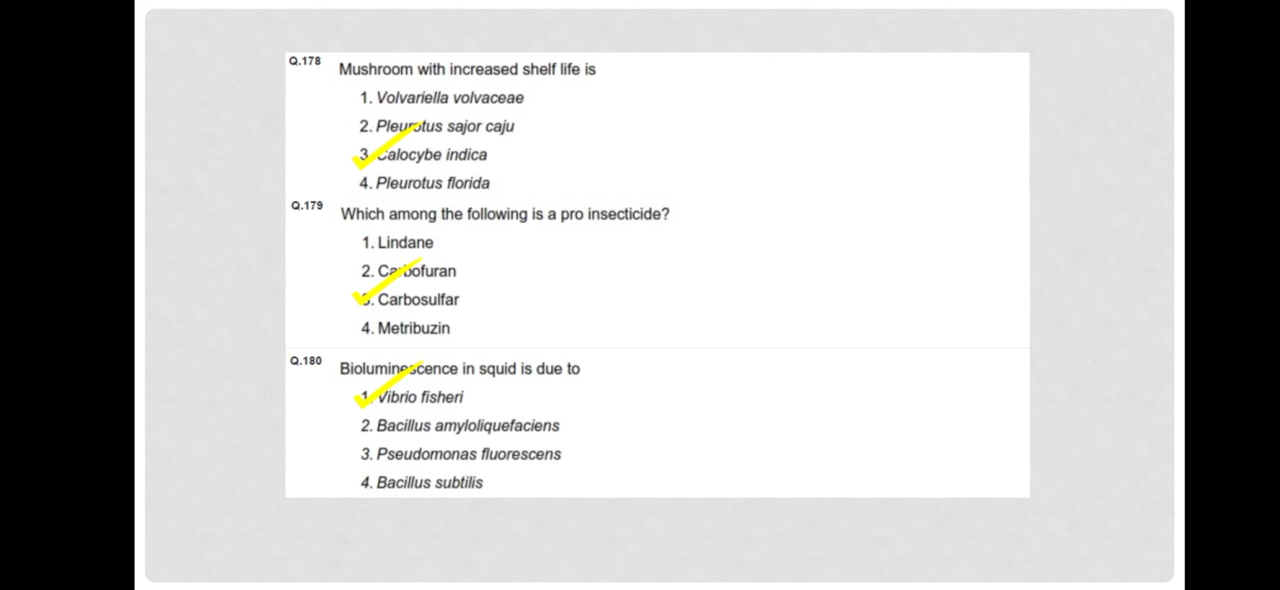 Q.178 Mushroom with increased shelf life is
1. Volvariella volvaceae
2. Pleurotus sajor caju
3. Calocybe indica
4. Pleurotus florida
Q.179 Which among the following is a pro insecticide?
1. Lindane
2. Carbofuran
3. Carbosulfar
4. Metribuzin
Q.180 Bioluminescence in squid is due to
1. Vibrio fisheri
2. Bacillus amyloliquefaciens
3. Pseudomonas fluorescens
4. Bacillus subtilis